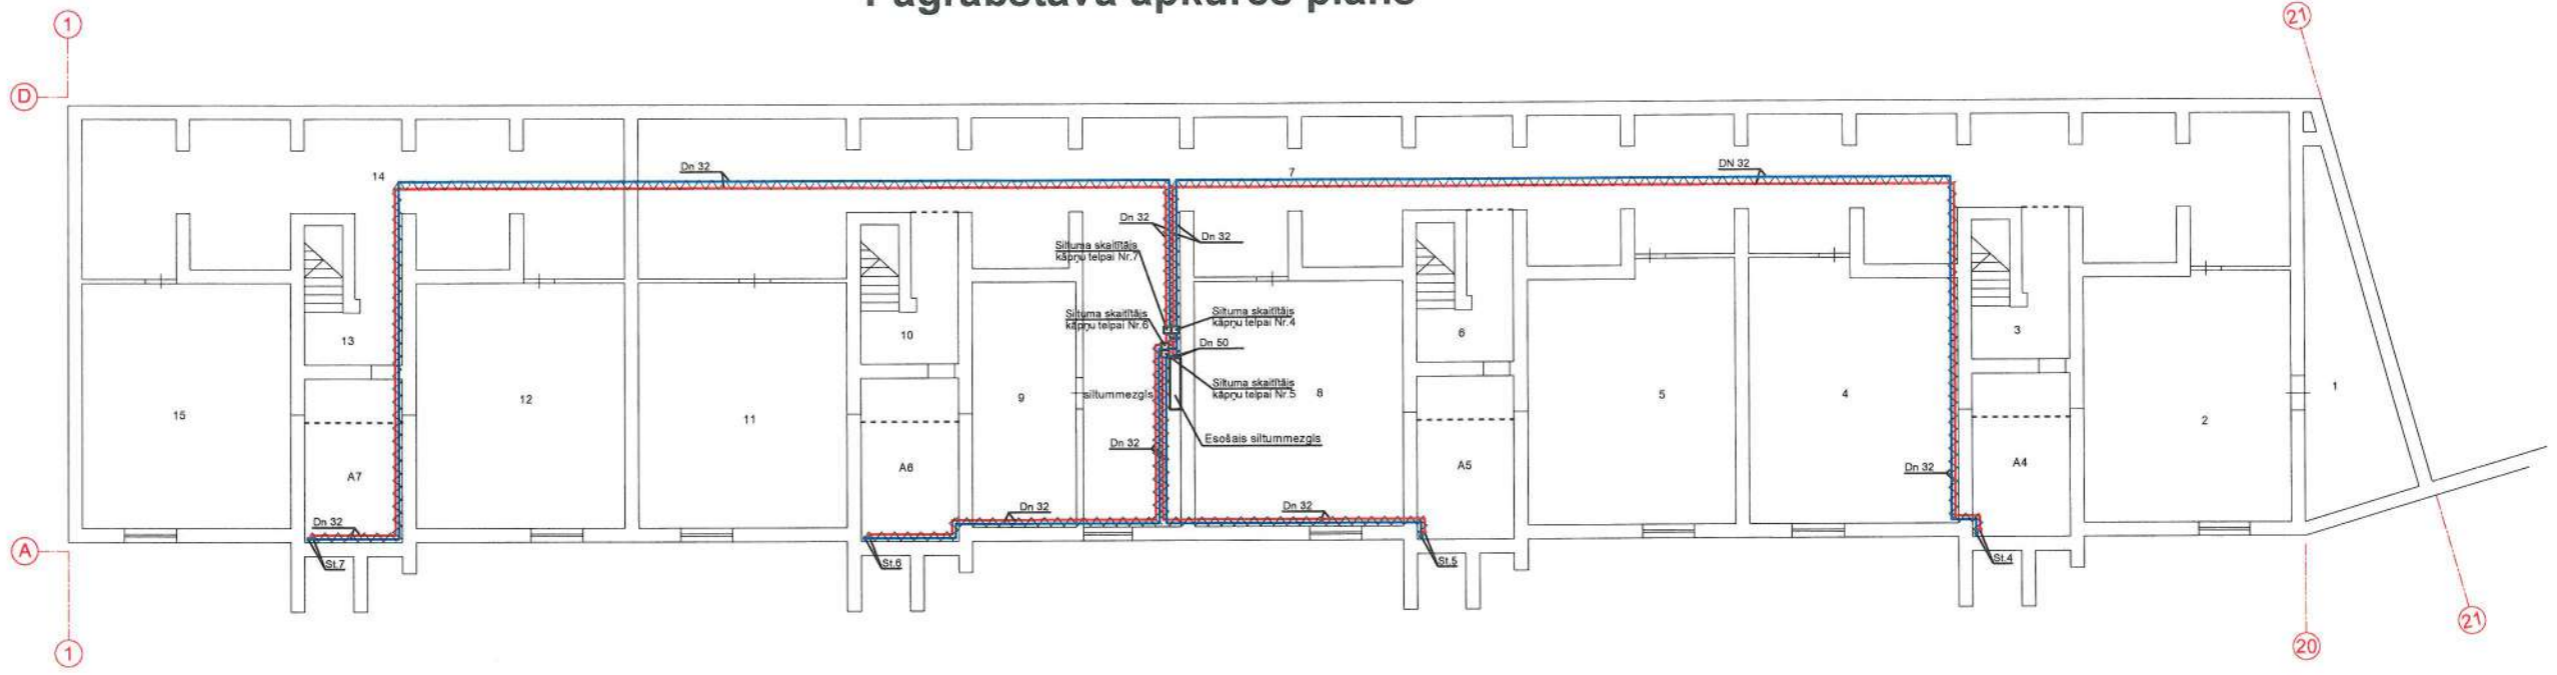 Pagrabstāva apkures plāns
1
21
D
Dn 32
7
DN 32
14
Dn 32
Dn 32
Siltuma skaitītājs
kāpņu telpai Nr.7
Siltuma skaitītājs
kāpņu telpai Nr.6
Siltuma skaitītājs
kāpņu telpai Nr.4
Dn 50
Siltuma skaitītājs
kāpņu telpai Nr.5
13
10
6
3
15
12
11
9
siltummezgls
8
5
4
2
1
Esošais siltummezgls
Dn 32
A7
A6
A5
A4
Dn 32
Dn 32
Dn 32
Dn 32
A
St.7
St.6
St.5
St.4
1
20
21